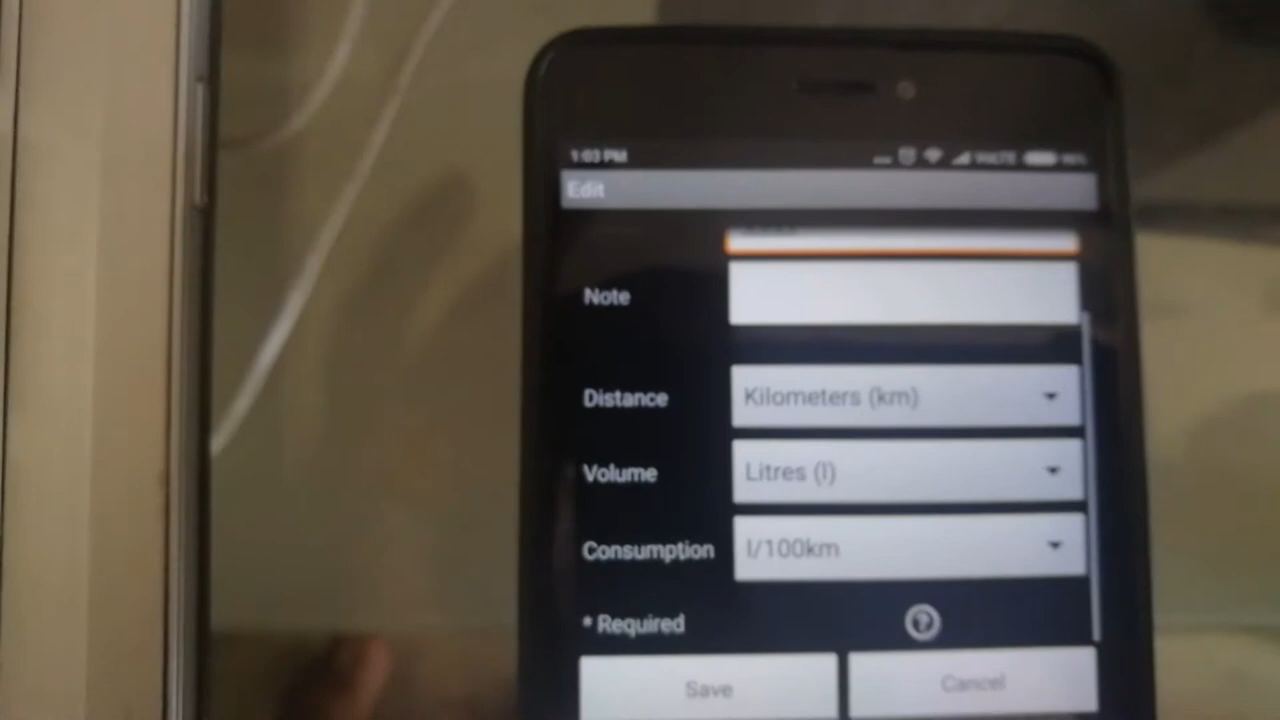 1:03 PM
Edit
Note
Distance Kilometers (km)
Volume Litres (l)
Consumption l/100km
* Required ?
Save Cancel